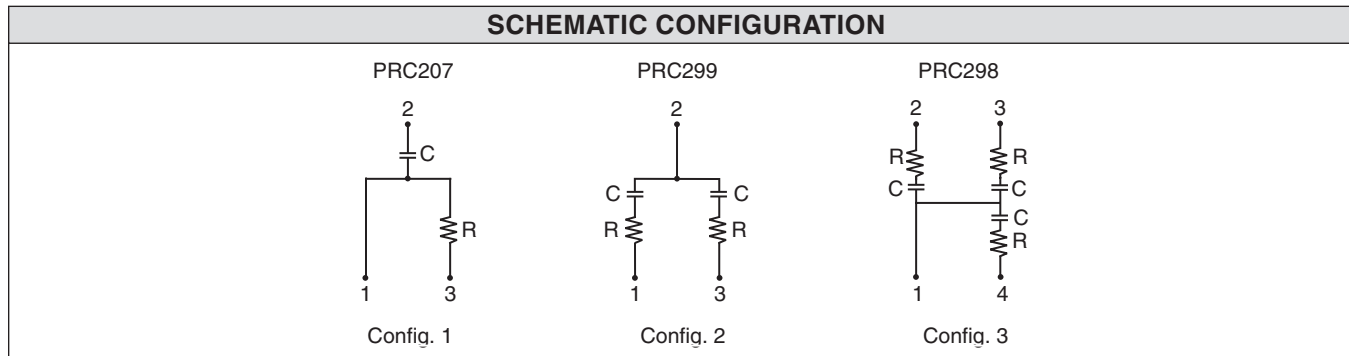 SCHEMATIC CONFIGURATION
PRC207 PRC299 PRC298
2 2 2 3
C R R
C C C C
C
R R R R
1 3 1 3 1 4
Config. 1 Config. 2 Config. 3